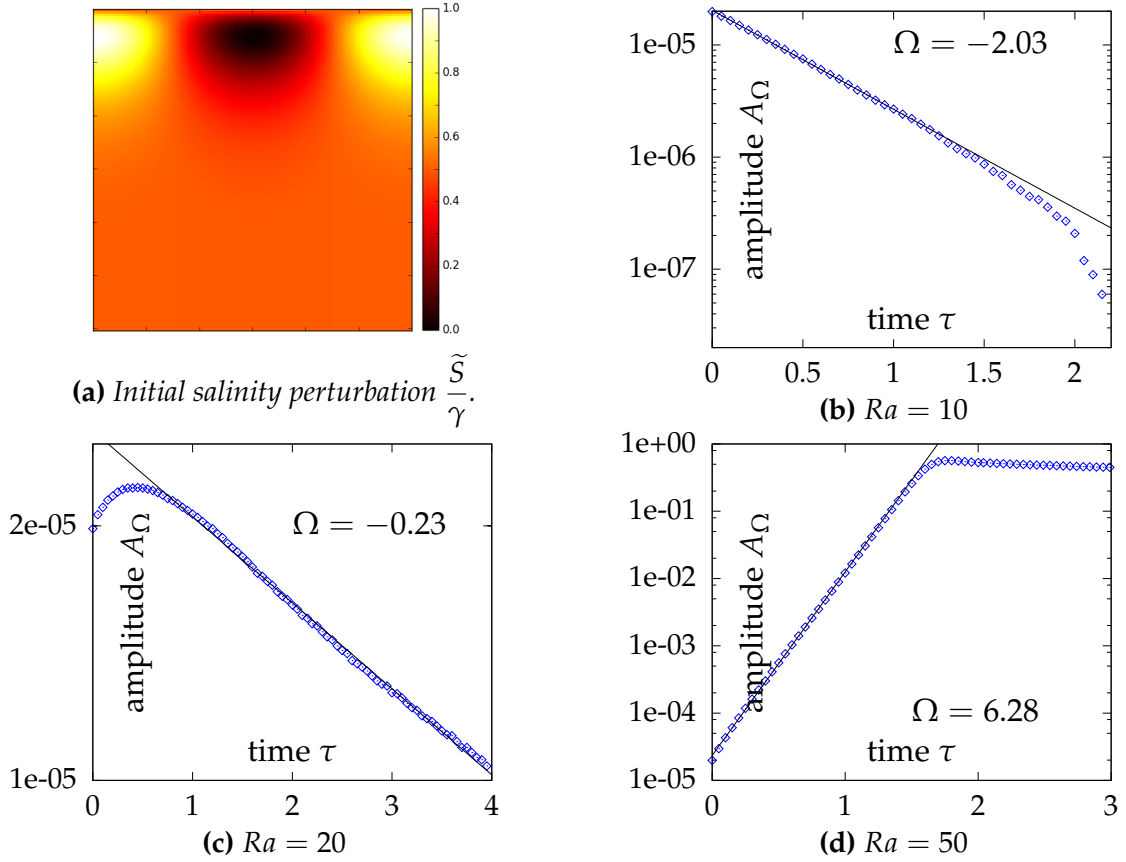 1.0
0.8
0.6
0.4
0.2
0.0
(a) Initial salinity perturbation S̃/γ.
1e-05
1e-06
1e-07
amplitude A_Ω
Ω = −2.03
time τ
0 0.5 1 1.5 2
(b) Ra = 10
2e-05
1e-05
amplitude A_Ω
Ω = −0.23
time τ
0 1 2 3 4
(c) Ra = 20
1e+00
1e-01
1e-02
1e-03
1e-04
1e-05
amplitude A_Ω
Ω = 6.28
time τ
0 1 2 3
(d) Ra = 50